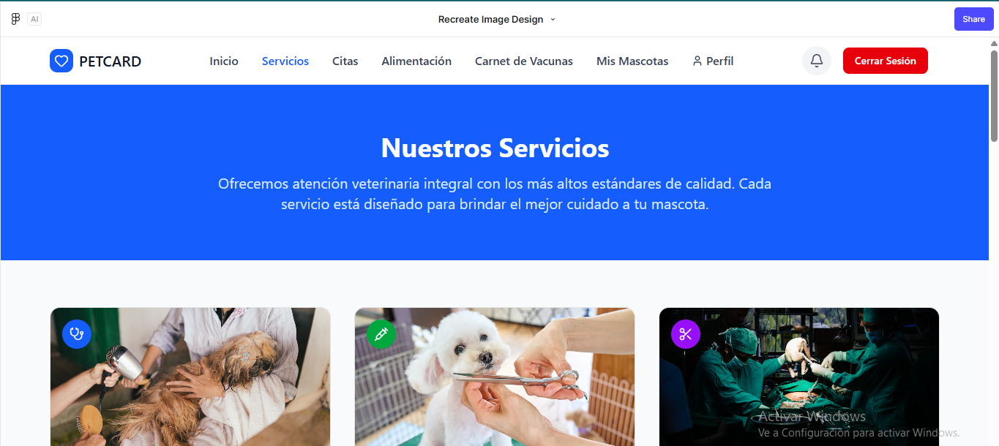 AI
Recreate Image Design
Share
PETCARD
Inicio
Servicios
Citas
Alimentación
Carnet de Vacunas
Mis Mascotas
Perfil
Cerrar Sesión
Nuestros Servicios
Ofrecemos atención veterinaria integral con los más altos estándares de calidad. Cada
servicio está diseñado para brindar el mejor cuidado a tu mascota.
Activar Windows
Ve a Configuración para activar Windows.